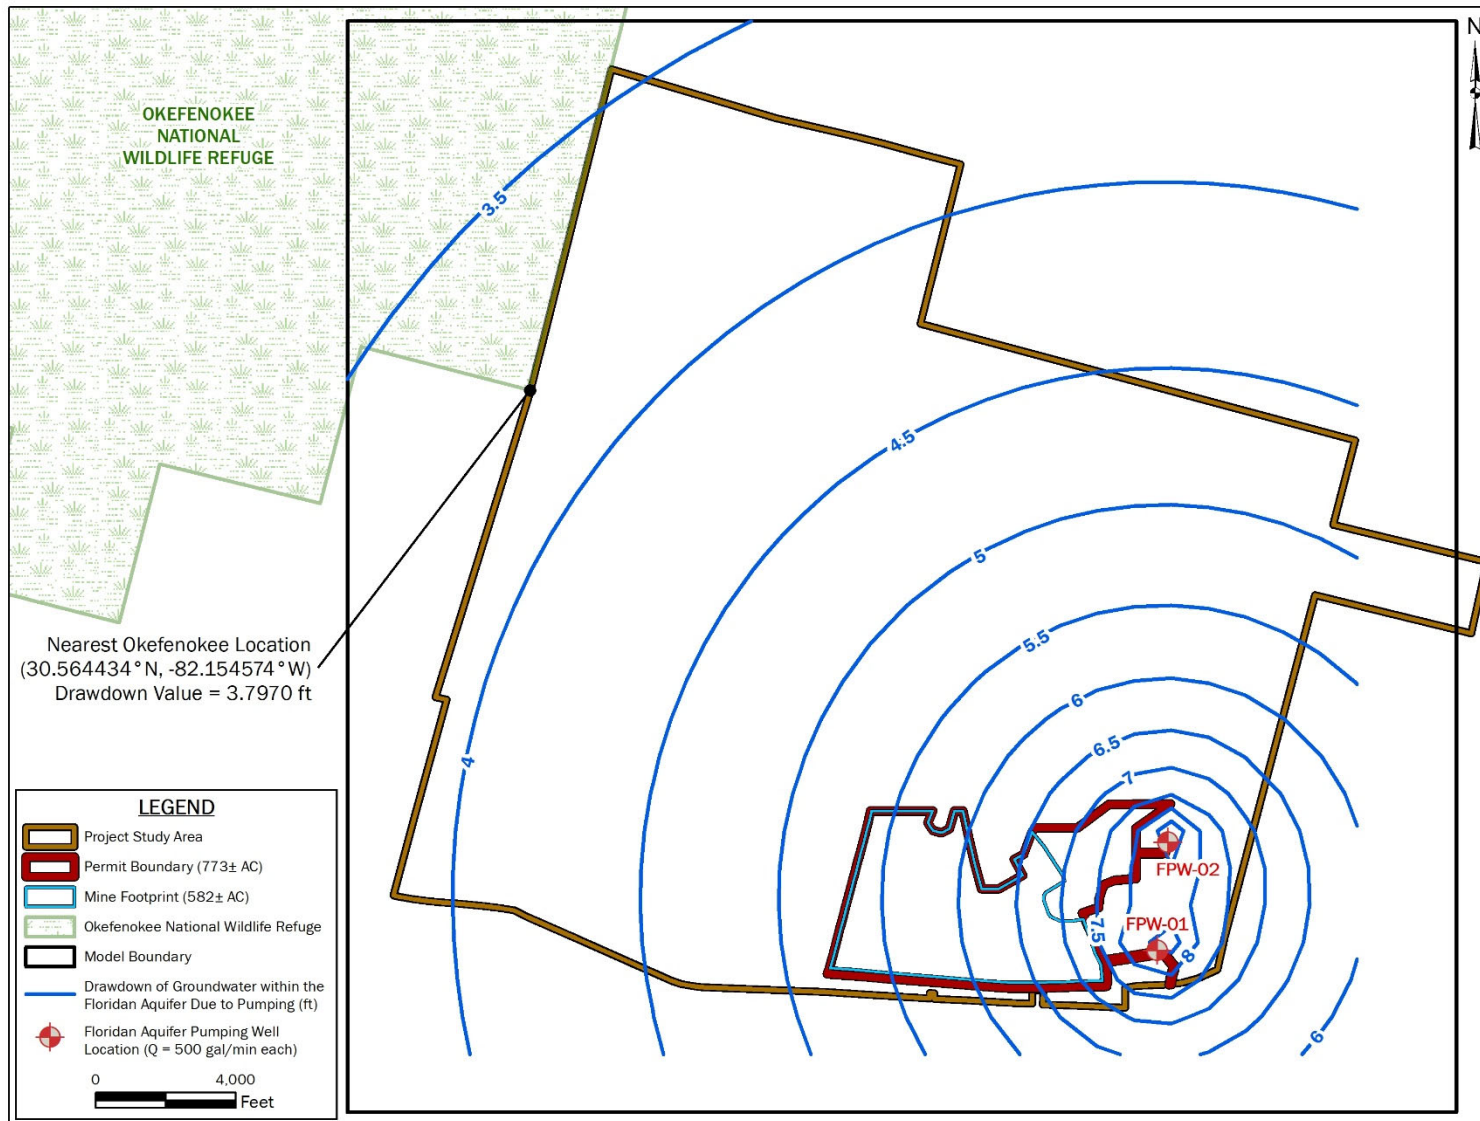 OKEFENOKEE
NATIONAL
WILDLIFE REFUGE
N
3.5
4.5
5
5.5
6
6.5
7
4
7.5
8
6
FPW-02
FPW-01
Nearest Okefenokee Location
(30.564434°N, -82.154574°W)
Drawdown Value = 3.7970 ft
LEGEND
Project Study Area
Permit Boundary (773± AC)
Mine Footprint (582± AC)
Okefenokee National Wildlife Refuge
Model Boundary
Drawdown of Groundwater within the
Floridan Aquifer Due to Pumping (ft)
Floridan Aquifer Pumping Well
Location (Q = 500 gal/min each)
0 4,000
Feet